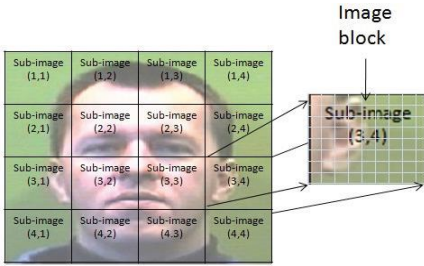 Image
block
Sub-image
(1,1)
Sub-image
(1,2)
Sub-image
(1,3)
Sub-image
(1,4)
Sub-image
(2,1)
Sub-image
(2,2)
Sub-image
(2,3)
Sub-image
(2,4)
Sub-image
(3,4)
Sub-image
(3,1)
Sub-image
(3,2)
Sub-image
(3,3)
Sub-image
(3,4)
Sub-image
(4,1)
Sub-image
(4,2)
Sub-image
(4.3)
Sub-image
(4,4)